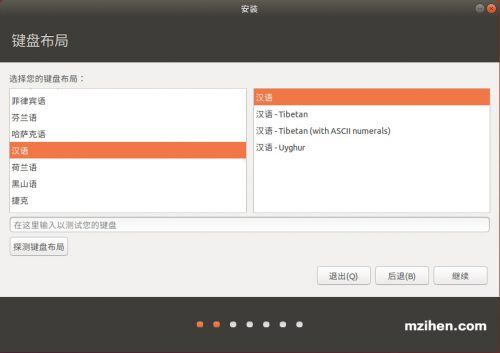 安装
键盘布局
选择您的键盘布局：
菲律宾语
芬兰语
哈萨克语
汉语
荷兰语
黑山语
捷克
汉语
汉语 - Tibetan
汉语 - Tibetan (with ASCII numerals)
汉语 - Uyghur
在这里输入以测试您的键盘
探测键盘布局
退出(Q)
后退(B)
继续
mzihen.com